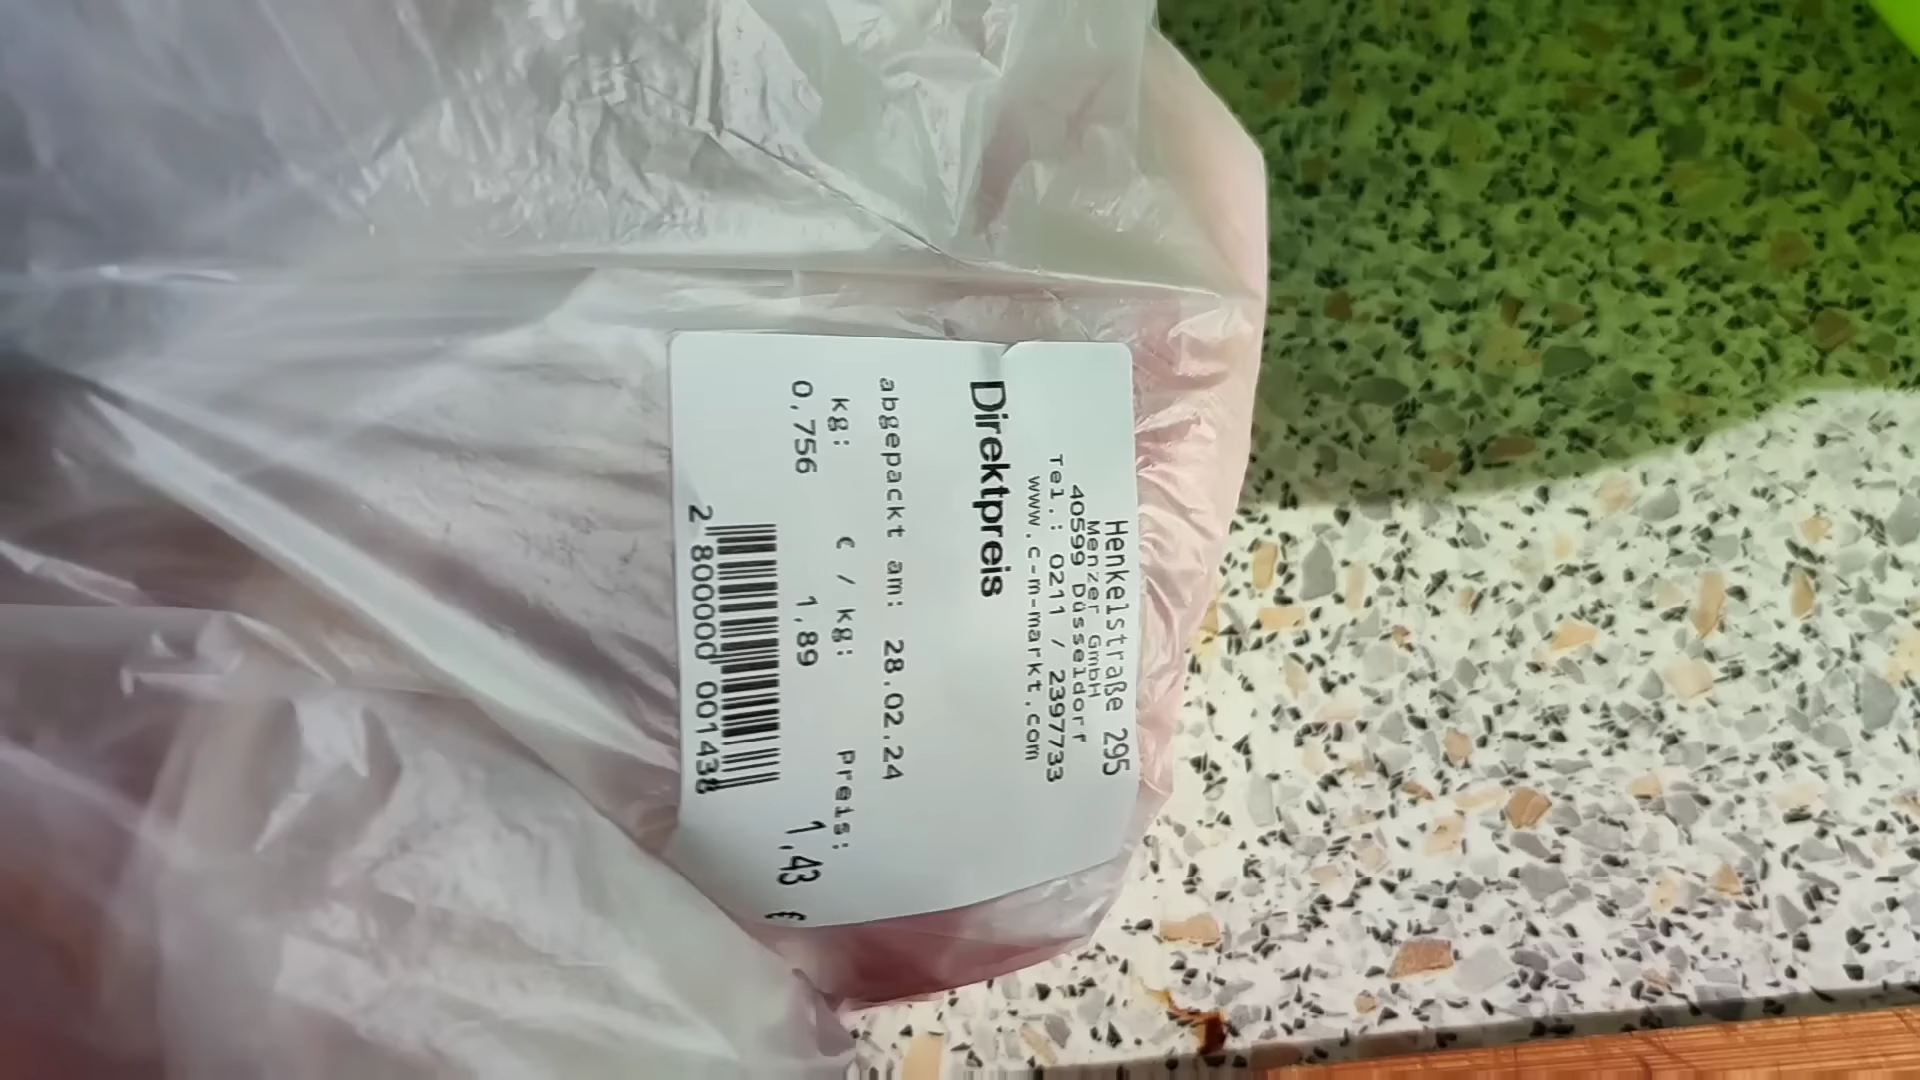 Henkelstraße 295
Menzer GmbH
40599 Düsseldorf
Tel.: 0211 / 2397733
www.c-m-markt.com
Direktpreis
abgepackt am: 28.02.24
kg: € / kg: Preis:
0,756 1,89 1,43 €
2 800000 001438